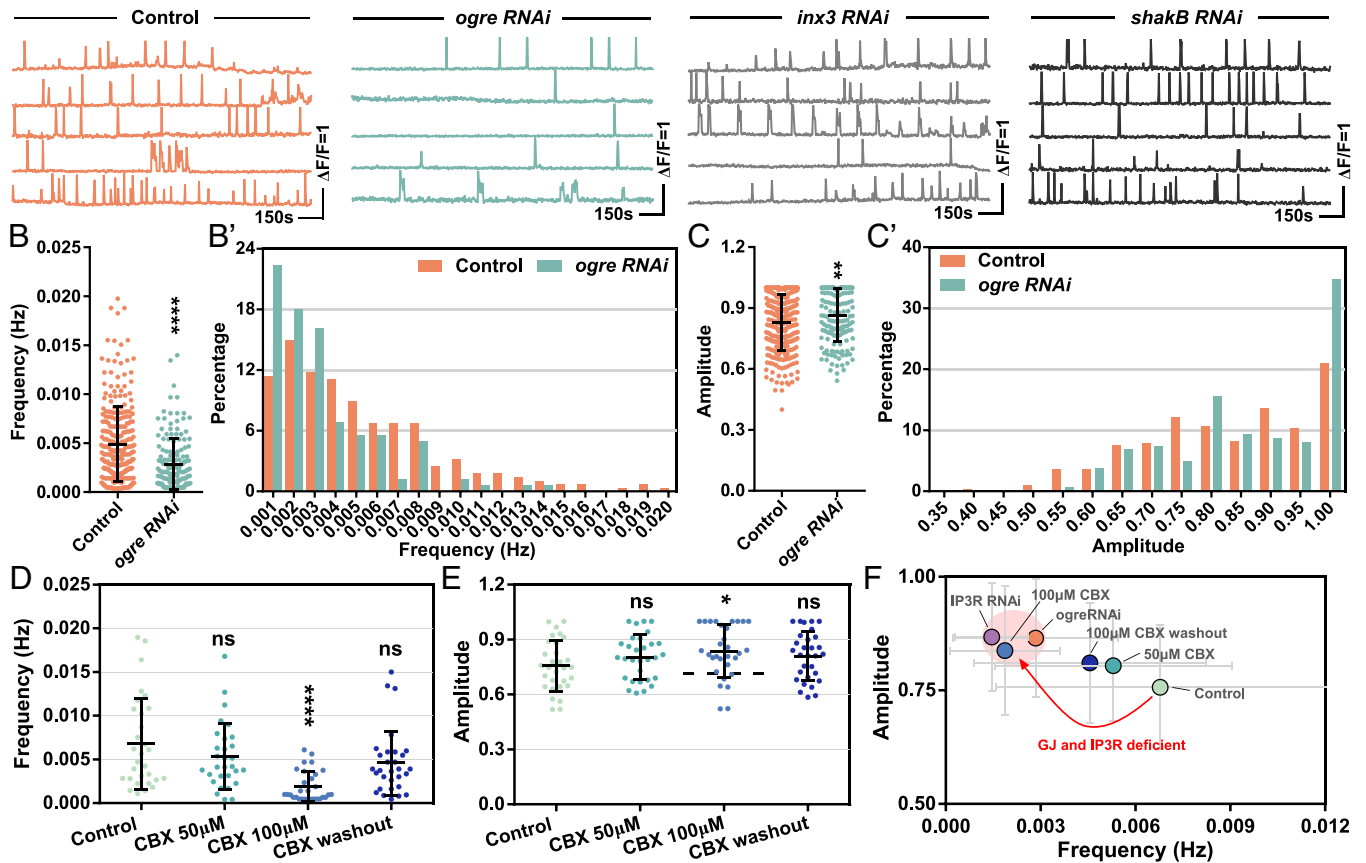 Control
ogre RNAi
inx3 RNAi
shakB RNAi
ΔF/F=1
150s
ΔF/F=1
150s
ΔF/F=1
150s
ΔF/F=1
150s
B
Frequency (Hz)
0.025
0.020
0.015
0.010
0.005
0.000
****
Control
ogre RNAi
B'
Percentage
24
18
12
6
0
Control
ogre RNAi
0.001
0.002
0.003
0.004
0.005
0.006
0.007
0.008
0.009
0.010
0.011
0.012
0.013
0.014
0.015
0.016
0.017
0.018
0.019
0.020
Frequency (Hz)
C
Amplitude
1.2
0.9
0.6
0.3
0.0
**
Control
ogre RNAi
C'
Percentage
40
30
20
10
0
Control
ogre RNAi
0.35
0.40
0.45
0.50
0.55
0.60
0.65
0.70
0.75
0.80
0.85
0.90
0.95
1.00
Amplitude
D
Frequency (Hz)
0.025
0.020
0.015
0.010
0.005
0.000
ns
****
ns
Control
CBX 50µM
CBX 100µM
CBX washout
E
Amplitude
1.2
0.9
0.6
0.3
0.0
ns
*
ns
Control
CBX 50µM
CBX 100µM
CBX washout
F
Amplitude
1.00
0.75
0.50
IP3R RNAi
100µM CBX
ogreRNAi
100µM CBX washout
50µM CBX
Control
GJ and IP3R deficient
0.000
0.003
0.006
0.009
0.012
Frequency (Hz)